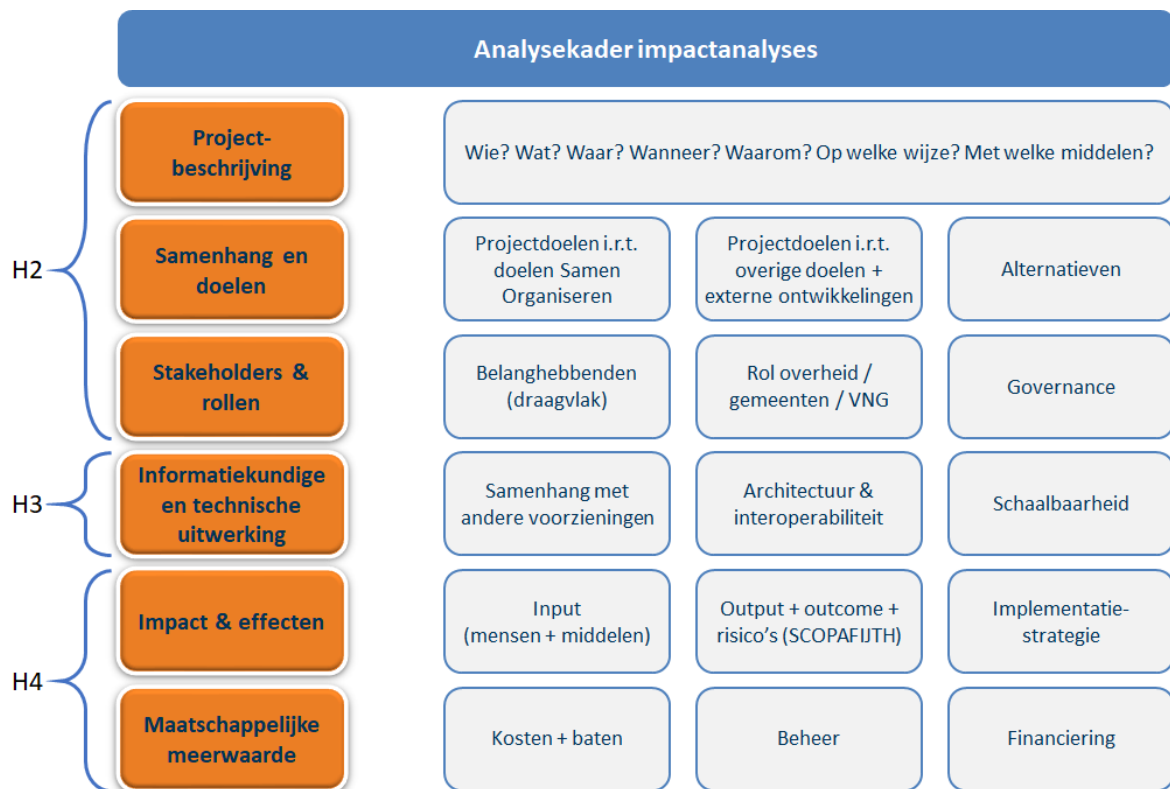 Analysekader impactanalyses
Project-
beschrijving
Wie? Wat? Waar? Wanneer? Waarom? Op welke wijze? Met welke middelen?
H2
Samenhang en
doelen
Projectdoelen i.r.t.
doelen Samen
Organiseren
Projectdoelen i.r.t.
overige doelen +
externe ontwikkelingen
Alternatieven
Stakeholders &
rollen
Belanghebbenden
(draagvlak)
Rol overheid /
gemeenten / VNG
Governance
H3
Informatiekundige
en technische
uitwerking
Samenhang met
andere voorzieningen
Architectuur &
interoperabiliteit
Schaalbaarheid
H4
Impact & effecten
Input
(mensen + middelen)
Output + outcome +
risico’s (SCOPAFIJTH)
Implementatie-
strategie
Maatschappelijke
meerwaarde
Kosten + baten
Beheer
Financiering